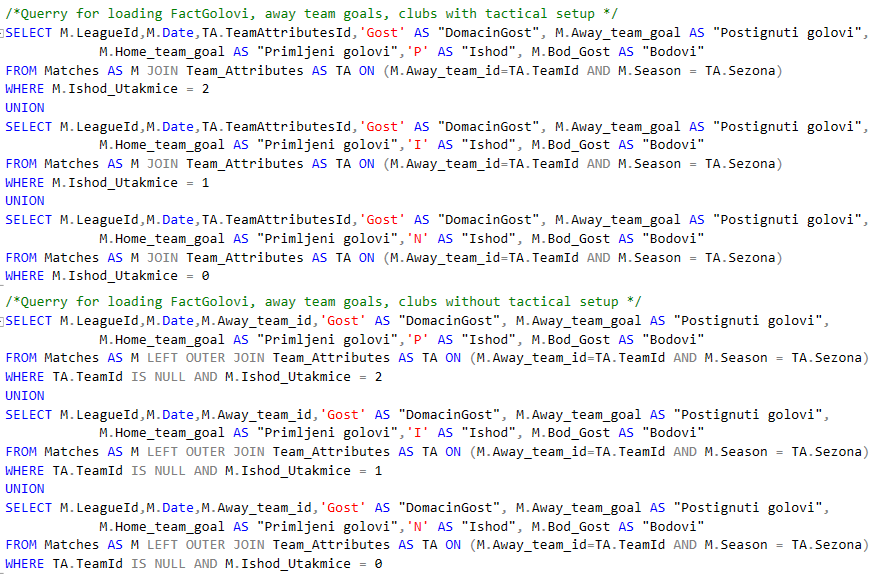 /*Querry for loading FactGolovi, away team goals, clubs with tactical setup */
SELECT M.LeagueId,M.Date,TA.TeamAttributesId,'Gost' AS "DomacinGost", M.Away_team_goal AS "Postignuti golovi",
M.Home_team_goal AS "Primljeni golovi",'P' AS "Ishod", M.Bod_Gost AS "Bodovi"
FROM Matches AS M JOIN Team_Attributes AS TA ON (M.Away_team_id=TA.TeamId AND M.Season = TA.Sezona)
WHERE M.Ishod_Utakmice = 2
UNION
SELECT M.LeagueId,M.Date,TA.TeamAttributesId,'Gost' AS "DomacinGost", M.Away_team_goal AS "Postignuti golovi",
M.Home_team_goal AS "Primljeni golovi",'I' AS "Ishod", M.Bod_Gost AS "Bodovi"
FROM Matches AS M JOIN Team_Attributes AS TA ON (M.Away_team_id=TA.TeamId AND M.Season = TA.Sezona)
WHERE M.Ishod_Utakmice = 1
UNION
SELECT M.LeagueId,M.Date,TA.TeamAttributesId,'Gost' AS "DomacinGost", M.Away_team_goal AS "Postignuti golovi",
M.Home_team_goal AS "Primljeni golovi",'N' AS "Ishod", M.Bod_Gost AS "Bodovi"
FROM Matches AS M JOIN Team_Attributes AS TA ON (M.Away_team_id=TA.TeamId AND M.Season = TA.Sezona)
WHERE M.Ishod_Utakmice = 0
/*Querry for loading FactGolovi, away team goals, clubs without tactical setup */
SELECT M.LeagueId,M.Date,M.Away_team_id,'Gost' AS "DomacinGost", M.Away_team_goal AS "Postignuti golovi",
M.Home_team_goal AS "Primljeni golovi",'P' AS "Ishod", M.Bod_Gost AS "Bodovi"
FROM Matches AS M LEFT OUTER JOIN Team_Attributes AS TA ON (M.Away_team_id=TA.TeamId AND M.Season = TA.Sezona)
WHERE TA.TeamId IS NULL AND M.Ishod_Utakmice = 2
UNION
SELECT M.LeagueId,M.Date,M.Away_team_id,'Gost' AS "DomacinGost", M.Away_team_goal AS "Postignuti golovi",
M.Home_team_goal AS "Primljeni golovi",'I' AS "Ishod", M.Bod_Gost AS "Bodovi"
FROM Matches AS M LEFT OUTER JOIN Team_Attributes AS TA ON (M.Away_team_id=TA.TeamId AND M.Season = TA.Sezona)
WHERE TA.TeamId IS NULL AND M.Ishod_Utakmice = 1
UNION
SELECT M.LeagueId,M.Date,M.Away_team_id,'Gost' AS "DomacinGost", M.Away_team_goal AS "Postignuti golovi",
M.Home_team_goal AS "Primljeni golovi",'N' AS "Ishod", M.Bod_Gost AS "Bodovi"
FROM Matches AS M LEFT OUTER JOIN Team_Attributes AS TA ON (M.Away_team_id=TA.TeamId AND M.Season = TA.Sezona)
WHERE TA.TeamId IS NULL AND M.Ishod_Utakmice = 0